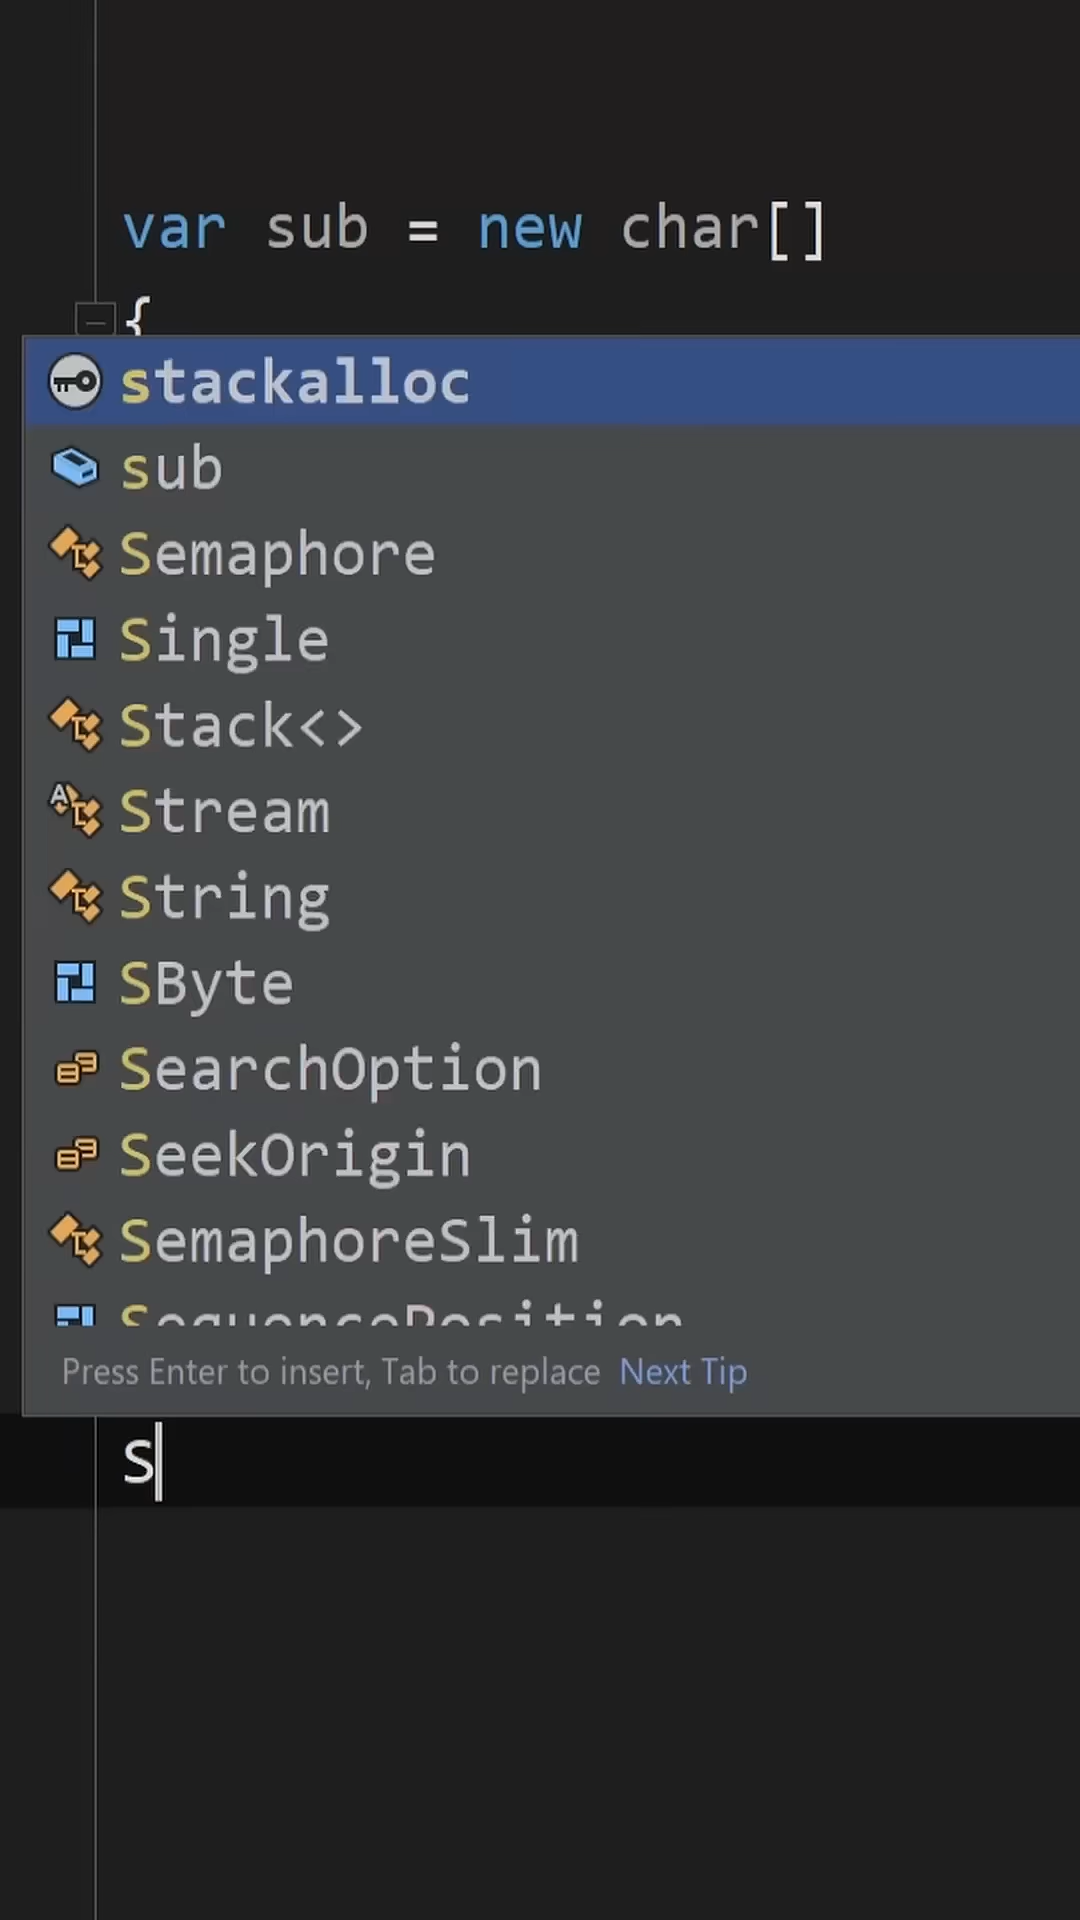 var sub = new char[]
{
stackalloc
sub
Semaphore
Single
Stack<>
Stream
String
SByte
SearchOption
SeekOrigin
SemaphoreSlim
SequencePosition
Press Enter to insert, Tab to replace Next Tip
S